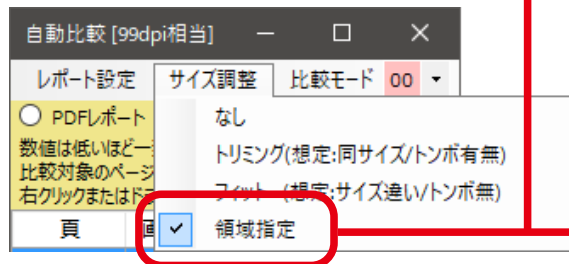 自動比較 [99dpi相当]
レポート設定 サイズ調整 比較モード 00
PDFレポート
なし
数値は低いほど一
トリミング(想定:同サイズ/トンボ有無)
比較対象のページ
右クリックまたはド
フィット (想定:サイズ違い/トンボ無)
頁
領域指定